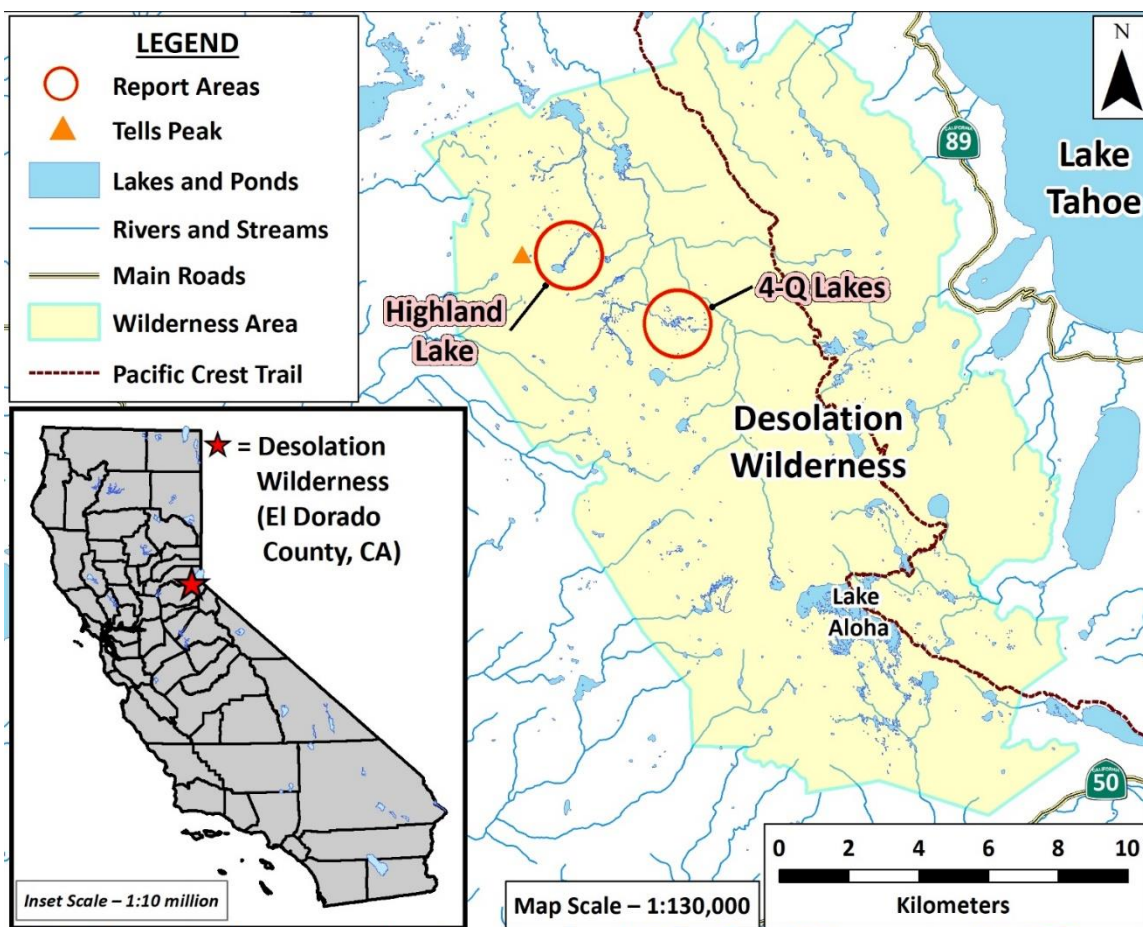 LEGEND
Report Areas
Tells Peak
Lakes and Ponds
Rivers and Streams
Main Roads
Wilderness Area
Pacific Crest Trail
N
CALIFORNIA
89
Lake
Tahoe
4-Q Lakes
Highland
Lake
Desolation
Wilderness
Lake
Aloha
CALIFORNIA
50
= Desolation
Wilderness
(El Dorado
County, CA)
Inset Scale – 1:10 million
Map Scale – 1:130,000
0 2 4 6 8 10
Kilometers